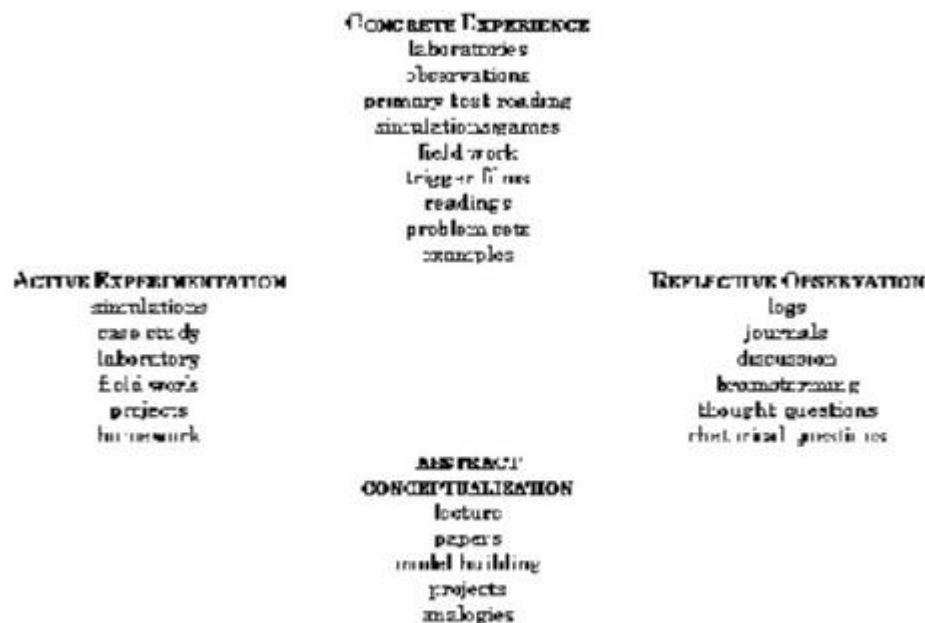 CONCRETE EXPERIENCE
laboratories
observations
primary text reading
simulations/games
field work
trigger films
readings
problem sets
examples
ACTIVE EXPERIMENTATION
simulations
case study
laboratory
field work
projects
homework
REFLECTIVE OBSERVATION
logs
journals
discussion
brainstorming
thought questions
rhetorical questions
ABSTRACT
CONCEPTUALIZATION
lecture
papers
model building
projects
analogies